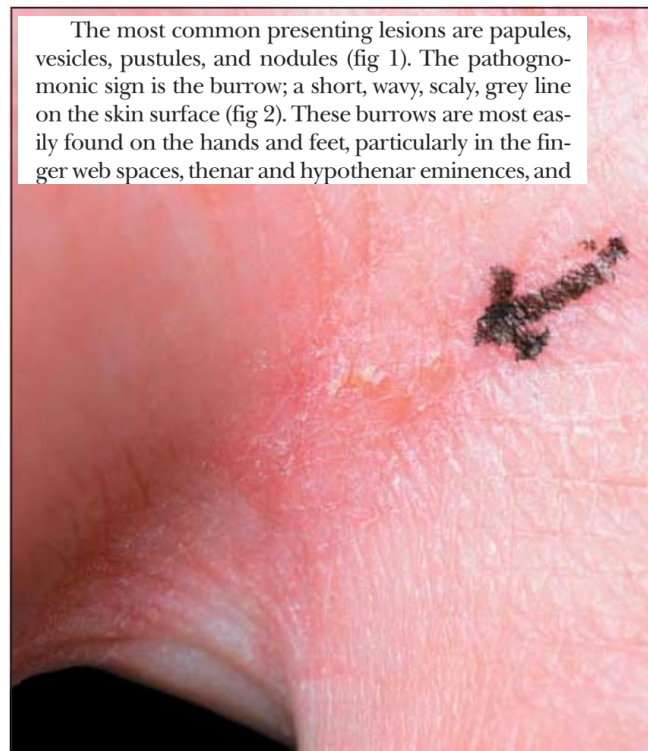 The most common presenting lesions are papules,
vesicles, pustules, and nodules (fig 1). The pathogno-
monic sign is the burrow; a short, wavy, scaly, grey line
on the skin surface (fig 2). These burrows are most eas-
ily found on the hands and feet, particularly in the fin-
ger web spaces, thenar and hypothenar eminences, and